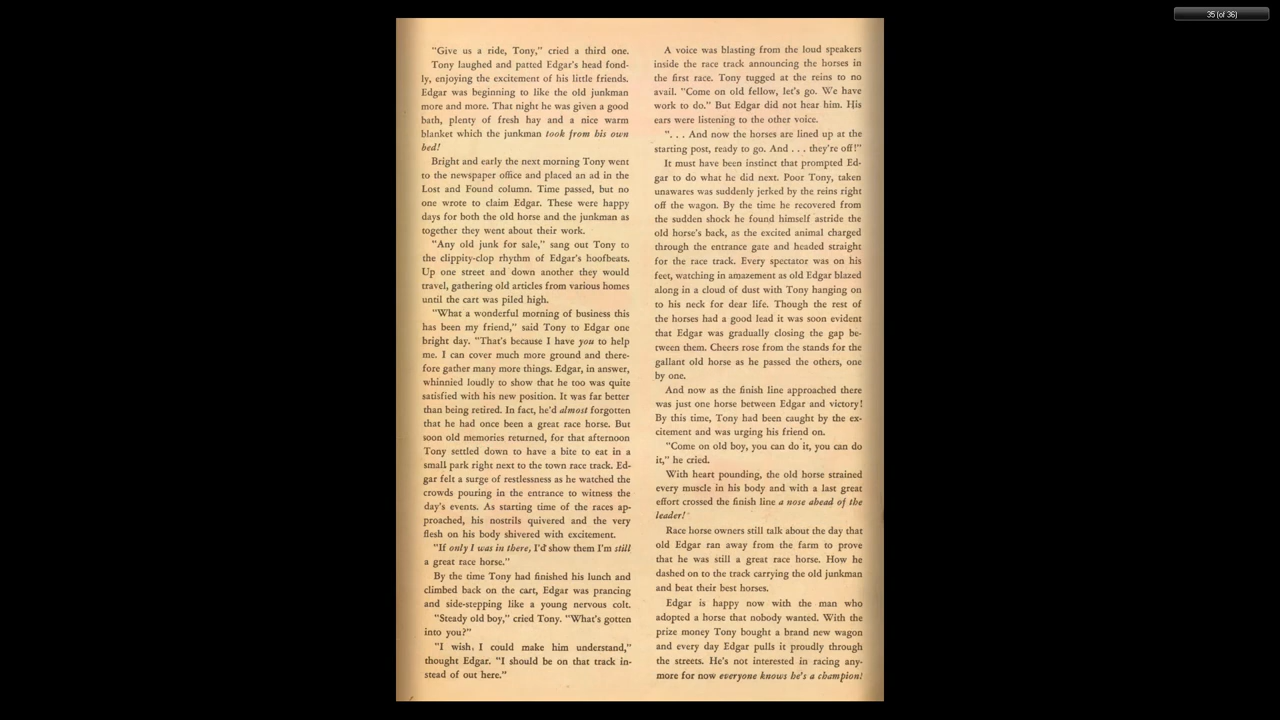 35 (of 36)
"Give us a ride, Tony," cried a third one.
Tony laughed and patted Edgar's head fond-
ly, enjoying the excitement of his little friends.
Edgar was beginning to like the old junkman
more and more. That night he was given a good
bath, plenty of fresh hay and a nice warm
blanket which the junkman took from his own
bed!
Bright and early the next morning Tony went
to the newspaper office and placed an ad in the
Lost and Found column. Time passed, but no
one wrote to claim Edgar. These were happy
days for both the old horse and the junkman as
together they went about their work.
"Any old junk for sale," sang out Tony to
the clippity-clop rhythm of Edgar's hoofbeats.
Up one street and down another they would
travel, gathering old articles from various homes
until the cart was piled high.
"What a wonderful morning of business this
has been my friend," said Tony to Edgar one
bright day. "That's because I have you to help
me. I can cover much more ground and there-
fore gather many more things. Edgar, in answer,
whinnied loudly to show that he too was quite
satisfied with his new position. It was far better
than being retired. In fact, he'd almost forgotten
that he had once been a great race horse. But
soon old memories returned, for that afternoon
Tony settled down to have a bite to eat in a
small park right next to the town race track. Ed-
gar felt a surge of restlessness as he watched the
crowds pouring in the entrance to witness the
day's events. As starting time of the races ap-
proached, his nostrils quivered and the very
flesh on his body shivered with excitement.
"If only I was in there, I'd show them I'm still
a great race horse."
By the time Tony had finished his lunch and
climbed back on the cart, Edgar was prancing
and side-stepping like a young nervous colt.
"Steady old boy," cried Tony. "What's gotten
into you?"
"I wish I could make him understand,"
thought Edgar. "I should be on that track in-
stead of out here."
A voice was blasting from the loud speakers
inside the race track announcing the horses in
the first race. Tony tugged at the reins to no
avail. "Come on old fellow, let's go. We have
work to do." But Edgar did not hear him. His
ears were listening to the other voice.
". . . And now the horses are lined up at the
starting post, ready to go. And . . . they're off!"
It must have been instinct that prompted Ed-
gar to do what he did next. Poor Tony, taken
unawares was suddenly jerked by the reins right
off the wagon. By the time he recovered from
the sudden shock he found himself astride the
old horse's back, as the excited animal charged
through the entrance gate and headed straight
for the race track. Every spectator was on his
feet, watching in amazement as old Edgar blazed
along in a cloud of dust with Tony hanging on
to his neck for dear life. Though the rest of
the horses had a good lead it was soon evident
that Edgar was gradually closing the gap be-
tween them. Cheers rose from the stands for the
gallant old horse as he passed the others, one
by one.
And now as the finish line approached there
was just one horse between Edgar and victory!
By this time, Tony had been caught by the ex-
citement and was urging his friend on.
"Come on old boy, you can do it, you can do
it," he cried.
With heart pounding, the old horse strained
every muscle in his body and with a last great
effort crossed the finish line a nose ahead of the
leader!
Race horse owners still talk about the day that
old Edgar ran away from the farm to prove
that he was still a great race horse. How he
dashed on to the track carrying the old junkman
and beat their best horses.
Edgar is happy now with the man who
adopted a horse that nobody wanted. With the
prize money Tony bought a brand new wagon
and every day Edgar pulls it proudly through
the streets. He's not interested in racing any-
more for now everyone knows he's a champion!